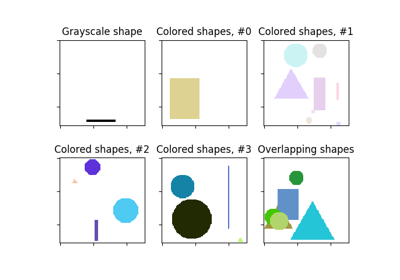 Grayscale shape
Colored shapes, #0
Colored shapes, #1
Colored shapes, #2
Colored shapes, #3
Overlapping shapes